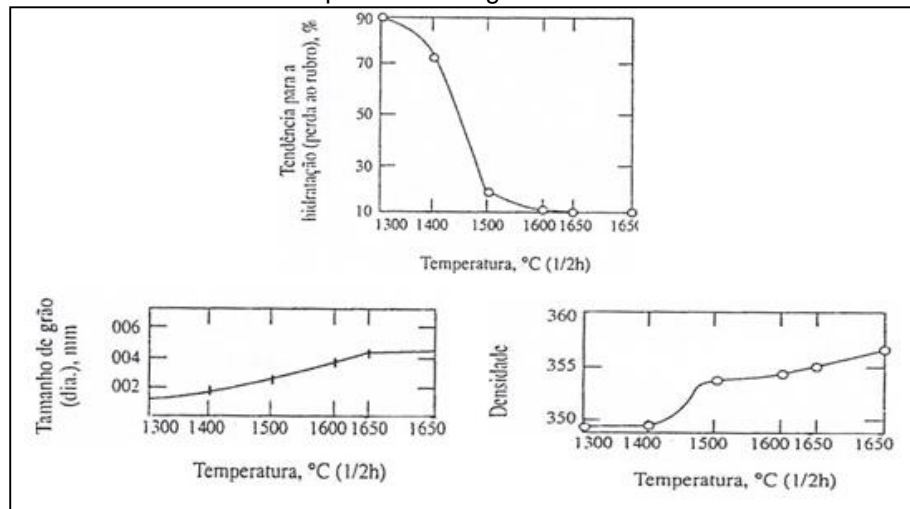 90
70
50
30
10
Tendência para a
hidratação (perda ao rubro), %
1300 1400 1500 1600 1650 1650
Temperatura, °C (1/2h)
Tamanho de grão
(dia.), mm
006
004
002
1300 1400 1500 1600 1650 1650
Temperatura, °C (1/2h)
Densidade
360
355
350
1300 1400 1500 1600 1650 1650
Temperatura, °C (1/2h)